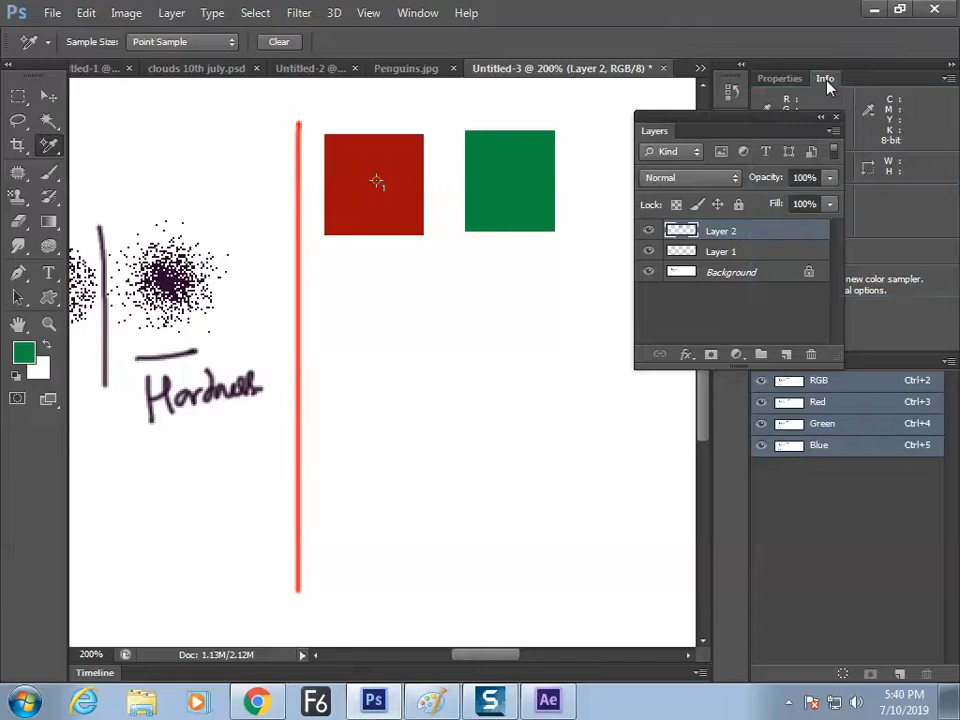 Ps File Edit Image Layer Type Select Filter 3D View Window Help
Sample Size: Point Sample Clear
tled-1 @... × clouds 10th july.psd × Untitled-2 @ ... × Penguins.jpg × Untitled-3 @ 200% (Layer 2, RGB/8) * ×
Properties Info
R : C :
M :
Y :
K :
8-bit
W :
H :
Layers
Kind
Normal Opacity: 100%
Lock: Fill: 100%
Layer 2
Layer 1
Background
new color sampler.
al options.
fx
RGB Ctrl+2
Red Ctrl+3
Green Ctrl+4
Blue Ctrl+5
1
Hardness
200% Doc: 1.13M/2.12M
Timeline
F6 Ps S Ae
5:40 PM
7/10/2019